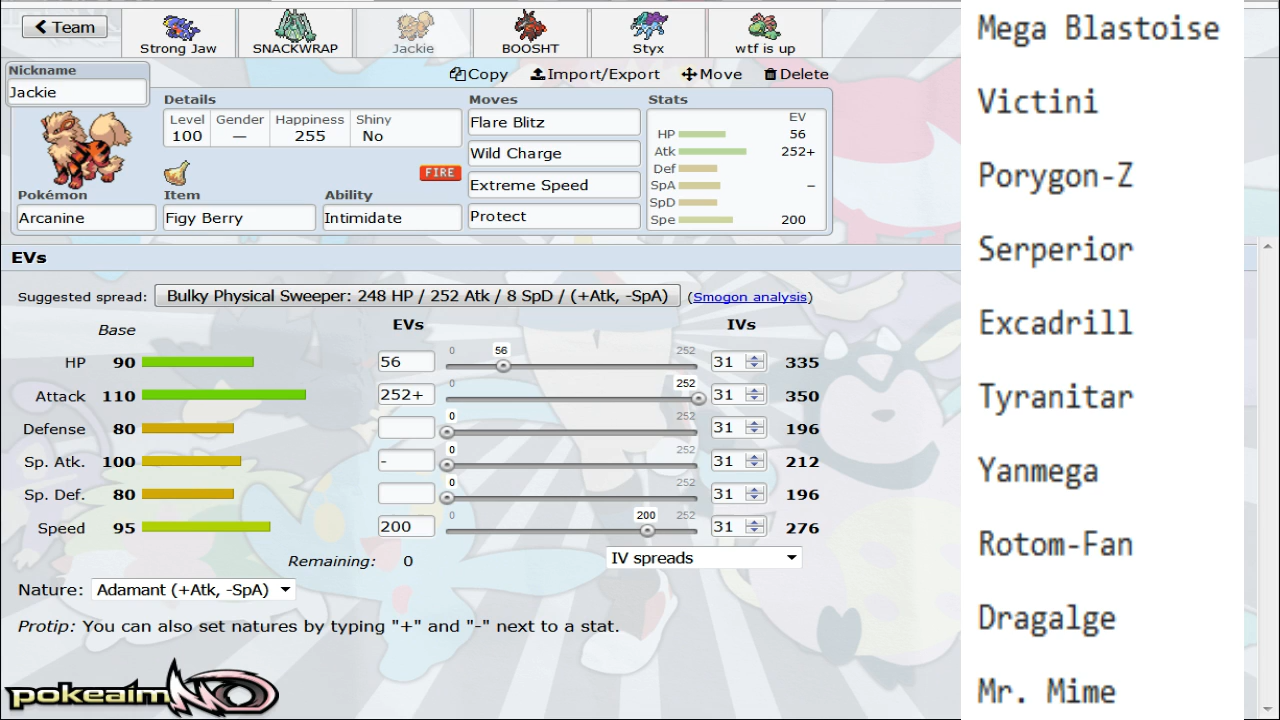 Team
Strong Jaw
SNACKWRAP
Jackie
BOOSHT
Styx
wtf is up
Nickname
Jackie
Copy
Import/Export
Move
Delete
Details
Level
100
Gender
—
Happiness
255
Shiny
No
FIRE
Pokémon
Arcanine
Item
Figy Berry
Ability
Intimidate
Moves
Flare Blitz
Wild Charge
Extreme Speed
Protect
Stats
EV
HP 56
Atk 252+
Def
SpA –
SpD
Spe 200
EVs
Suggested spread: Bulky Physical Sweeper: 248 HP / 252 Atk / 8 SpD / (+Atk, -SpA) (Smogon analysis)
Base EVs IVs
HP 90 56 0 56 252 31 335
Attack 110 252+ 0 252 31 350
Defense 80 0 252 31 196
Sp. Atk. 100 - 0 252 31 212
Sp. Def. 80 0 252 31 196
Speed 95 200 0 200 252 31 276
Remaining: 0
IV spreads
Nature: Adamant (+Atk, -SpA)
Protip: You can also set natures by typing "+" and "-" next to a stat.
pokeaimMD
Mega Blastoise
Victini
Porygon-Z
Serperior
Excadrill
Tyranitar
Yanmega
Rotom-Fan
Dragalge
Mr. Mime